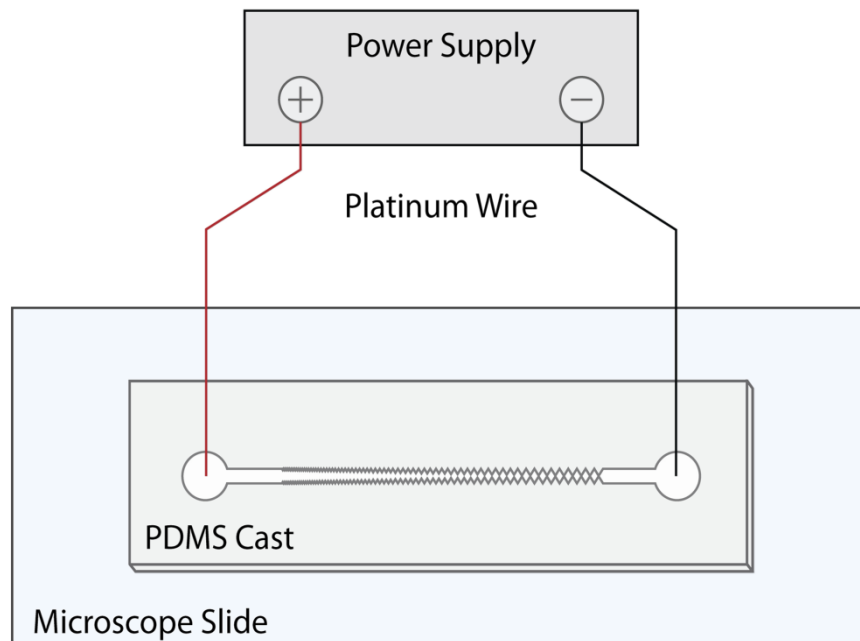 Power Supply
+
−
Platinum Wire
PDMS Cast
Microscope Slide